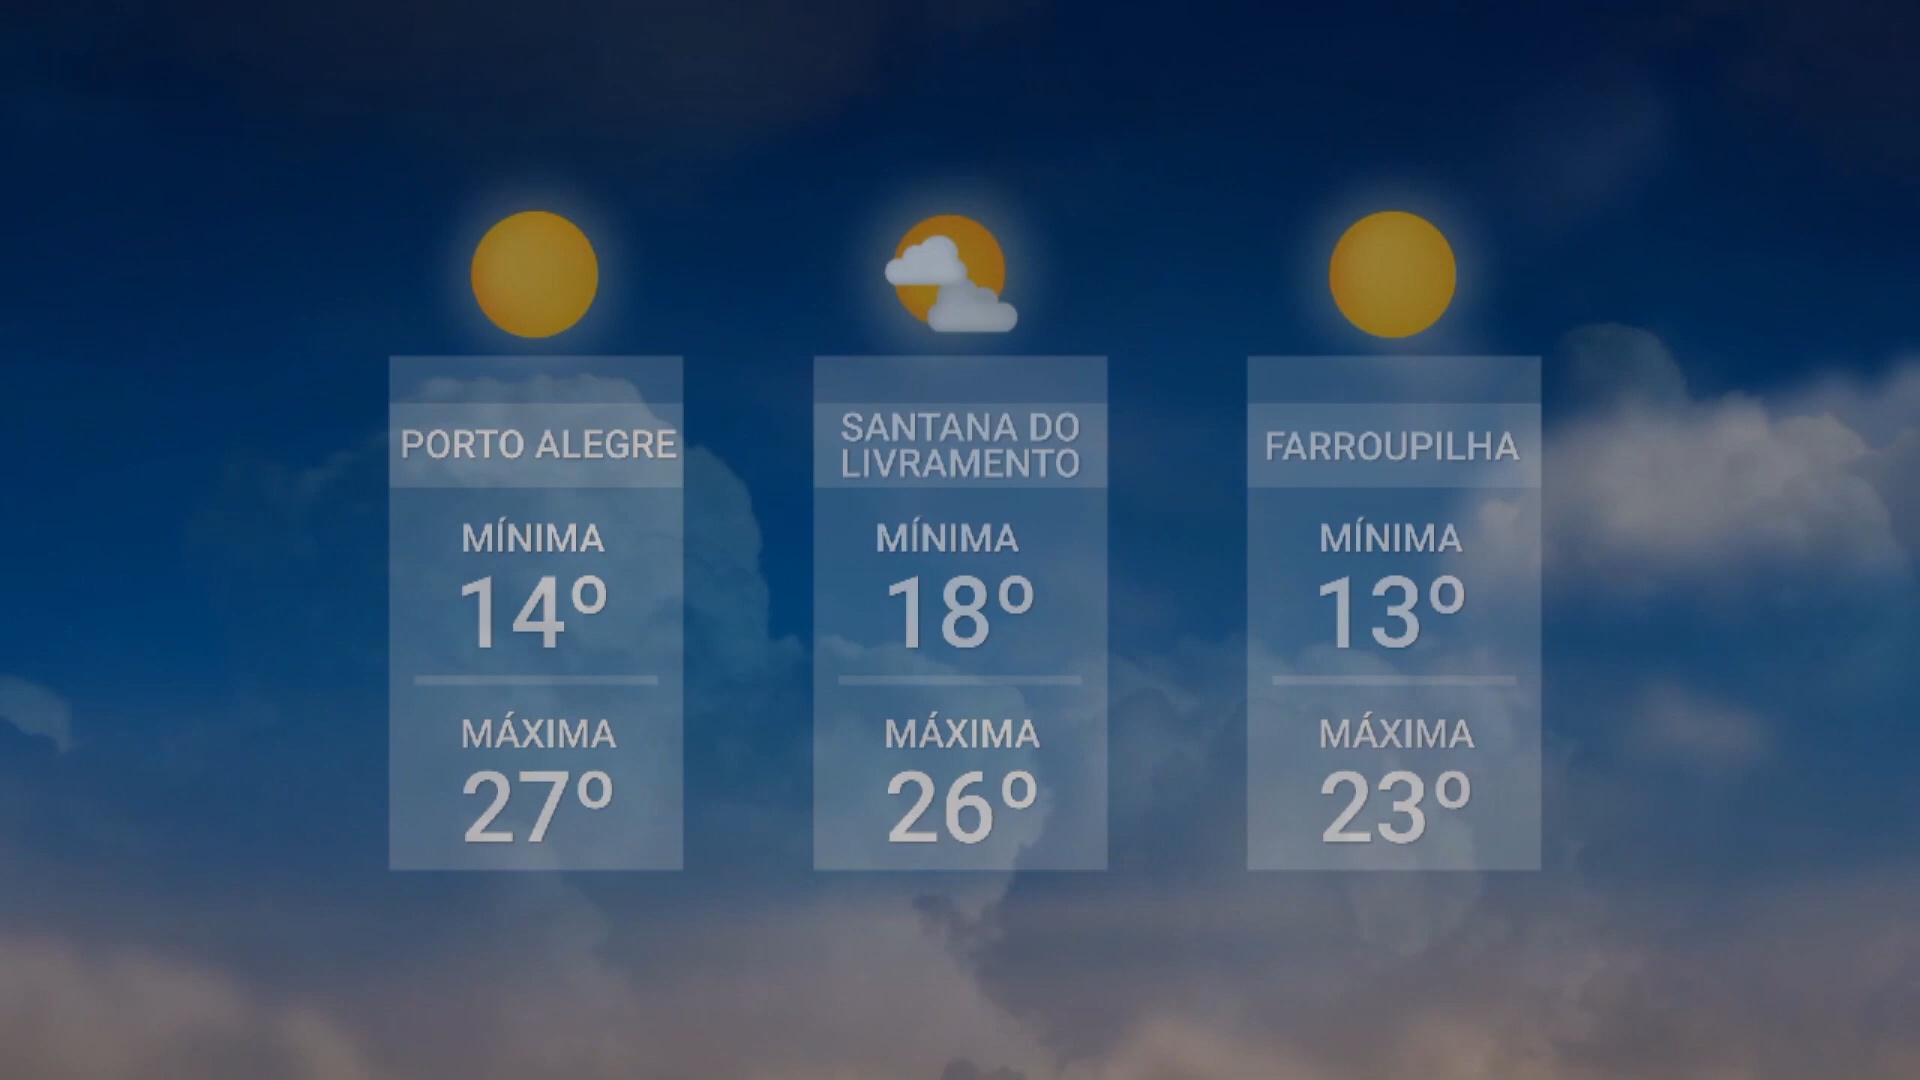 PORTO ALEGRE
MÍNIMA
14º
MÁXIMA
27º
SANTANA DO
LIVRAMENTO
MÍNIMA
18º
MÁXIMA
26º
FARROUPILHA
MÍNIMA
13º
MÁXIMA
23º